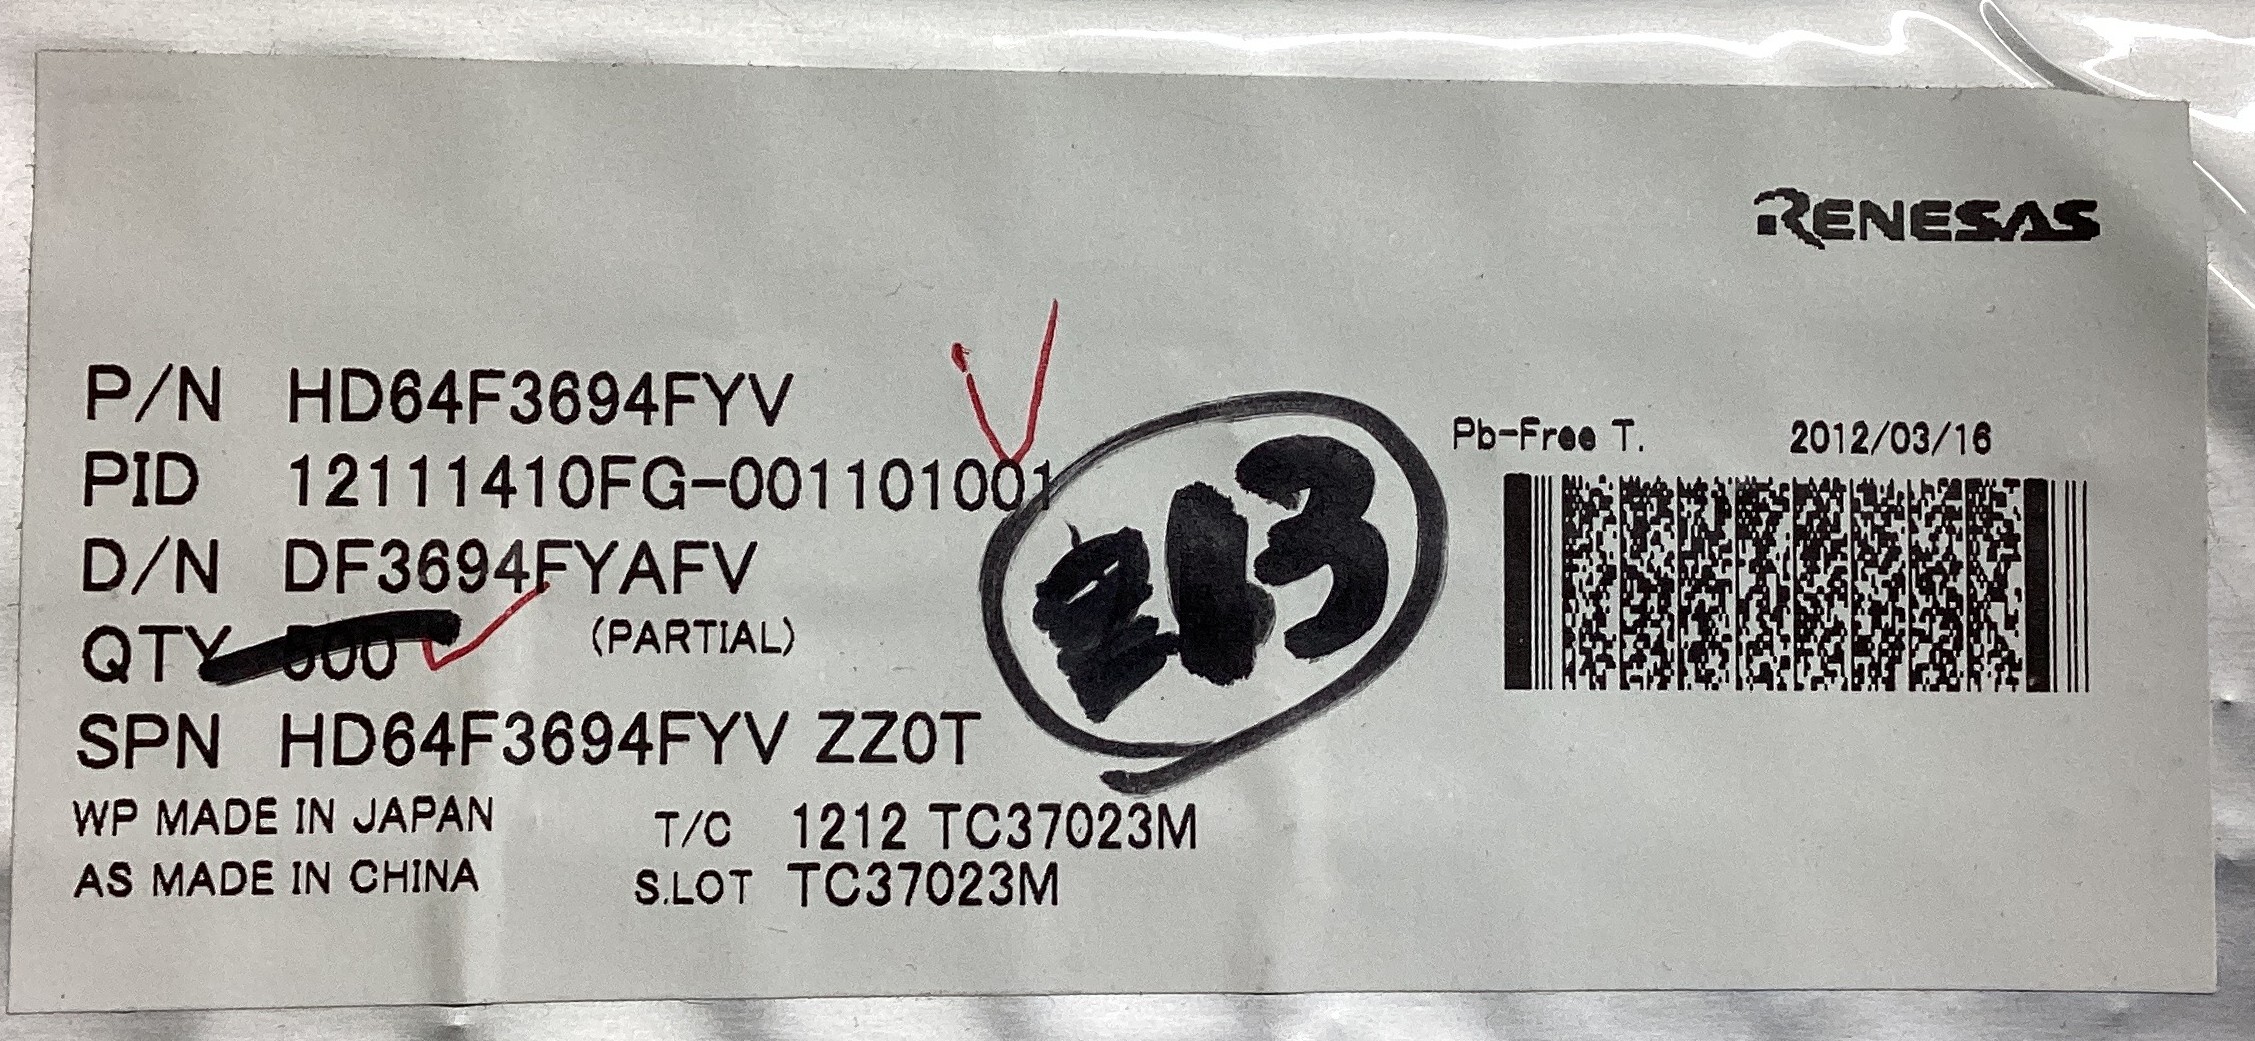 RENESAS
P/N HD64F3694FYV
PID 12111410FG-001101001
D/N DF3694FYAFV
QTY 500 (PARTIAL)
SPN HD64F3694FYV ZZ0T
WP MADE IN JAPAN
AS MADE IN CHINA
T/C 1212 TC37023M
S.LOT TC37023M
213
Pb-Free T. 2012/03/16